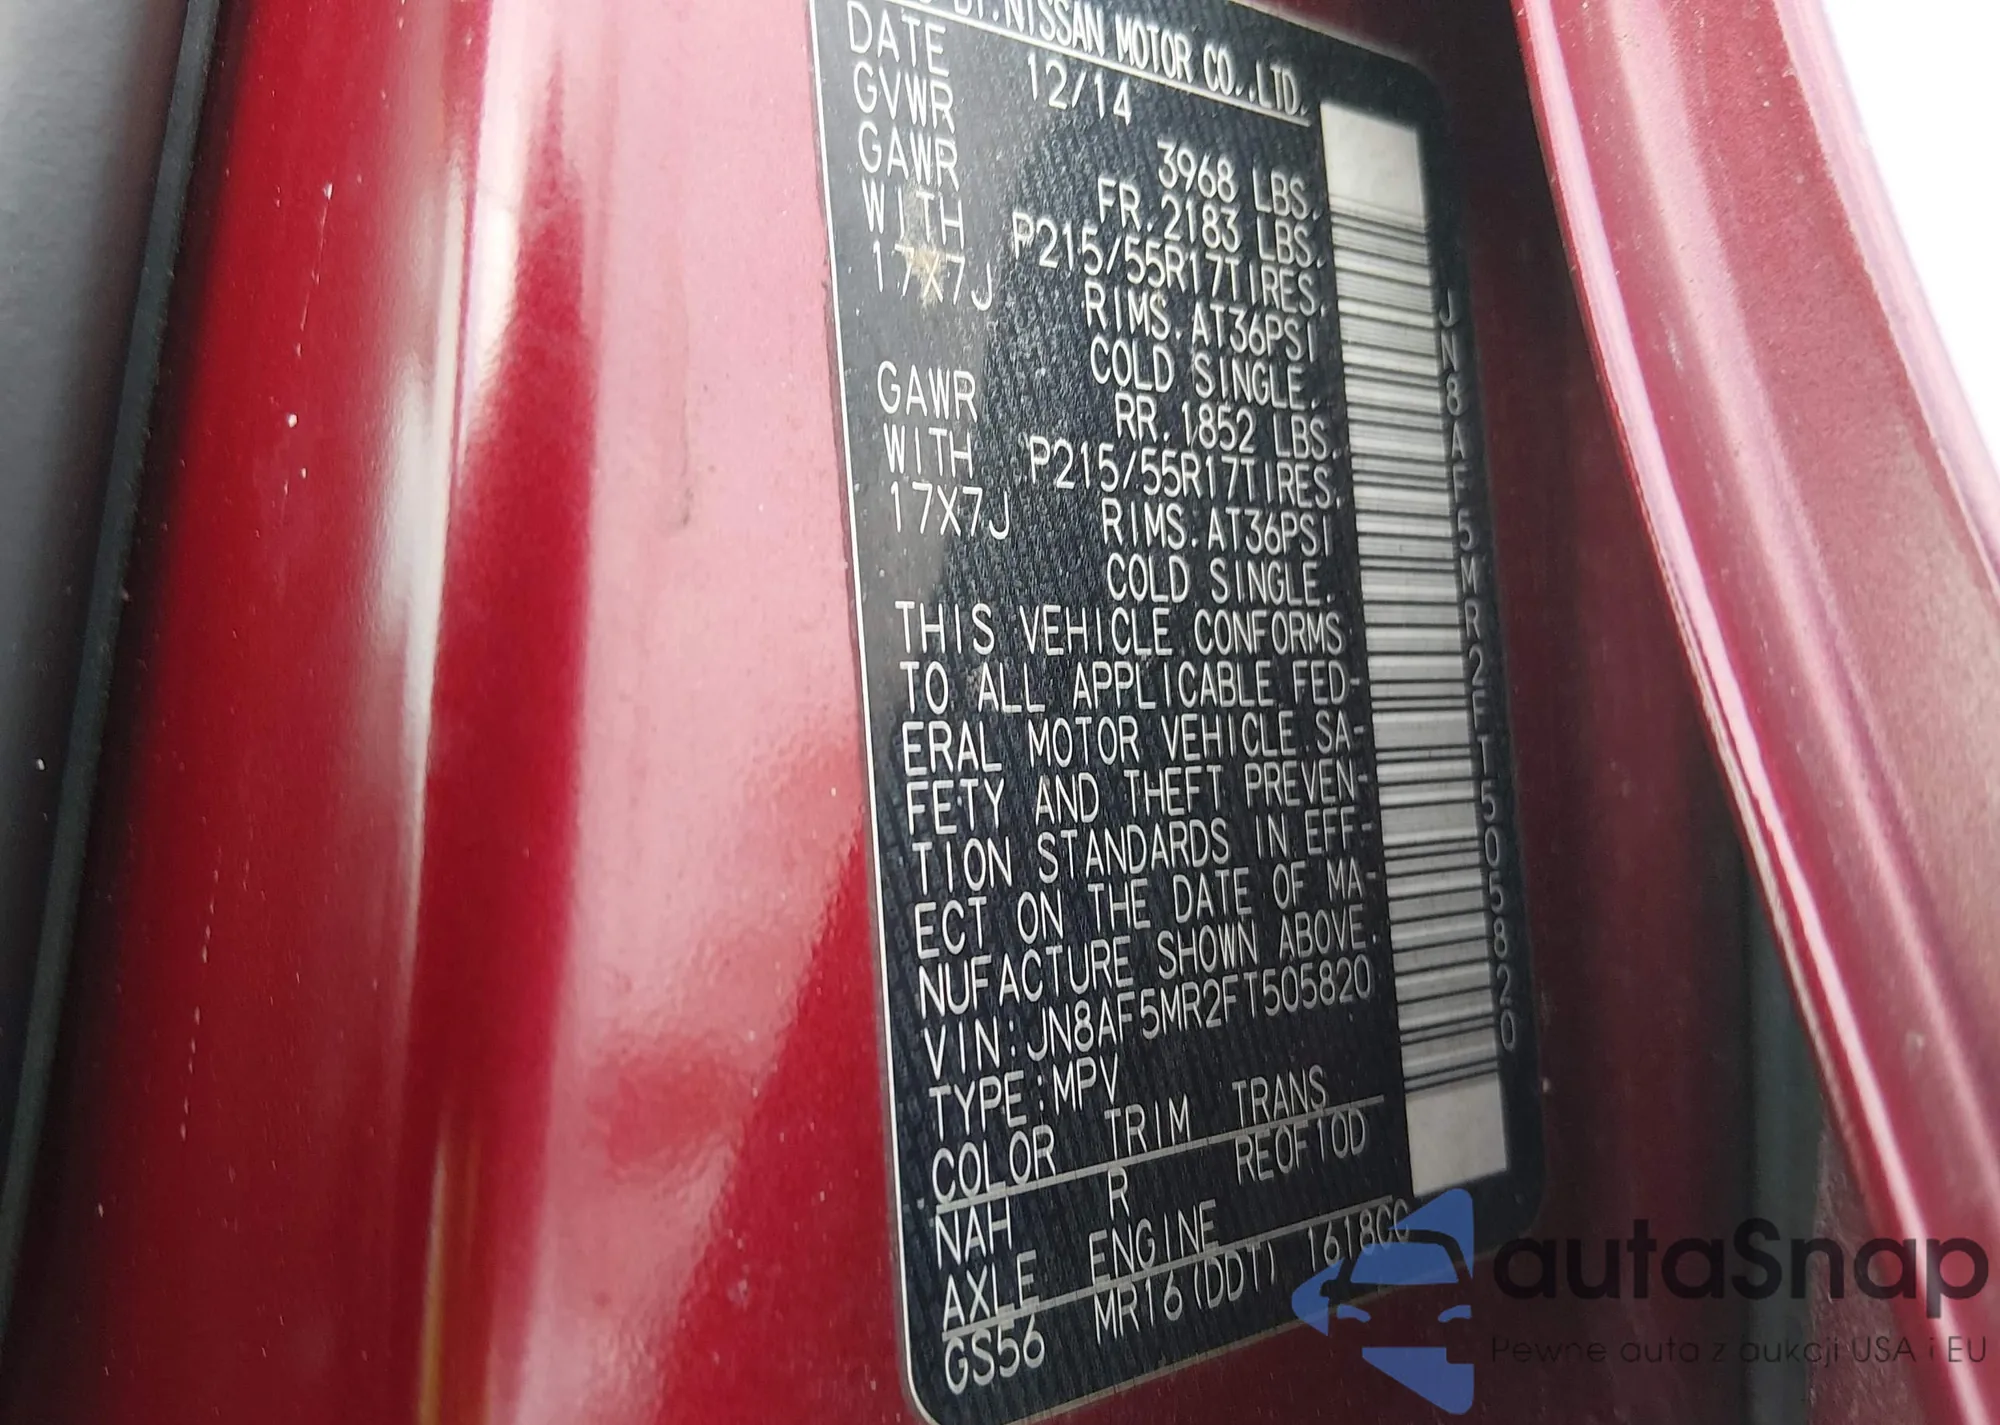 BY:NISSAN MOTOR CO.,LTD.
DATE 12/14
GVWR 3968 LBS.
GAWR FR.2183 LBS.
WITH P215/55R17TIRES.
17X7J RIMS.AT36PSI
COLD SINGLE.
GAWR RR.1852 LBS.
WITH P215/55R17TIRES.
17X7J RIMS.AT36PSI
COLD SINGLE.
THIS VEHICLE CONFORMS
TO ALL APPLICABLE FED-
ERAL MOTOR VEHICLE SA-
FETY AND THEFT PREVEN-
TION STANDARDS IN EFF-
ECT ON THE DATE OF MA-
NUFACTURE SHOWN ABOVE.
VIN:JN8AF5MR2FT505820
TYPE:MPV
COLOR TRIM TRANS
NAH R RE0F10D
AXLE ENGINE
GS56 MR16(DDT) 1618CC
JN8AF5MR2FT505820
autaSnap
Pewne auta z aukcji USA i EU